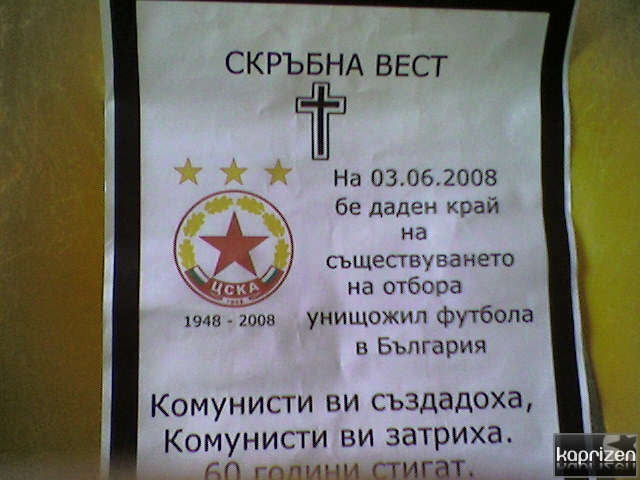 СКРЪБНА ВЕСТ
На 03.06.2008
бе даден край
на
съществуването
на отбора
унищожил футбола
в България
ЦСКА
1948
1948 - 2008
Комунисти ви създадоха,
Комунисти ви затриха.
60 години стигат.
kaprizen